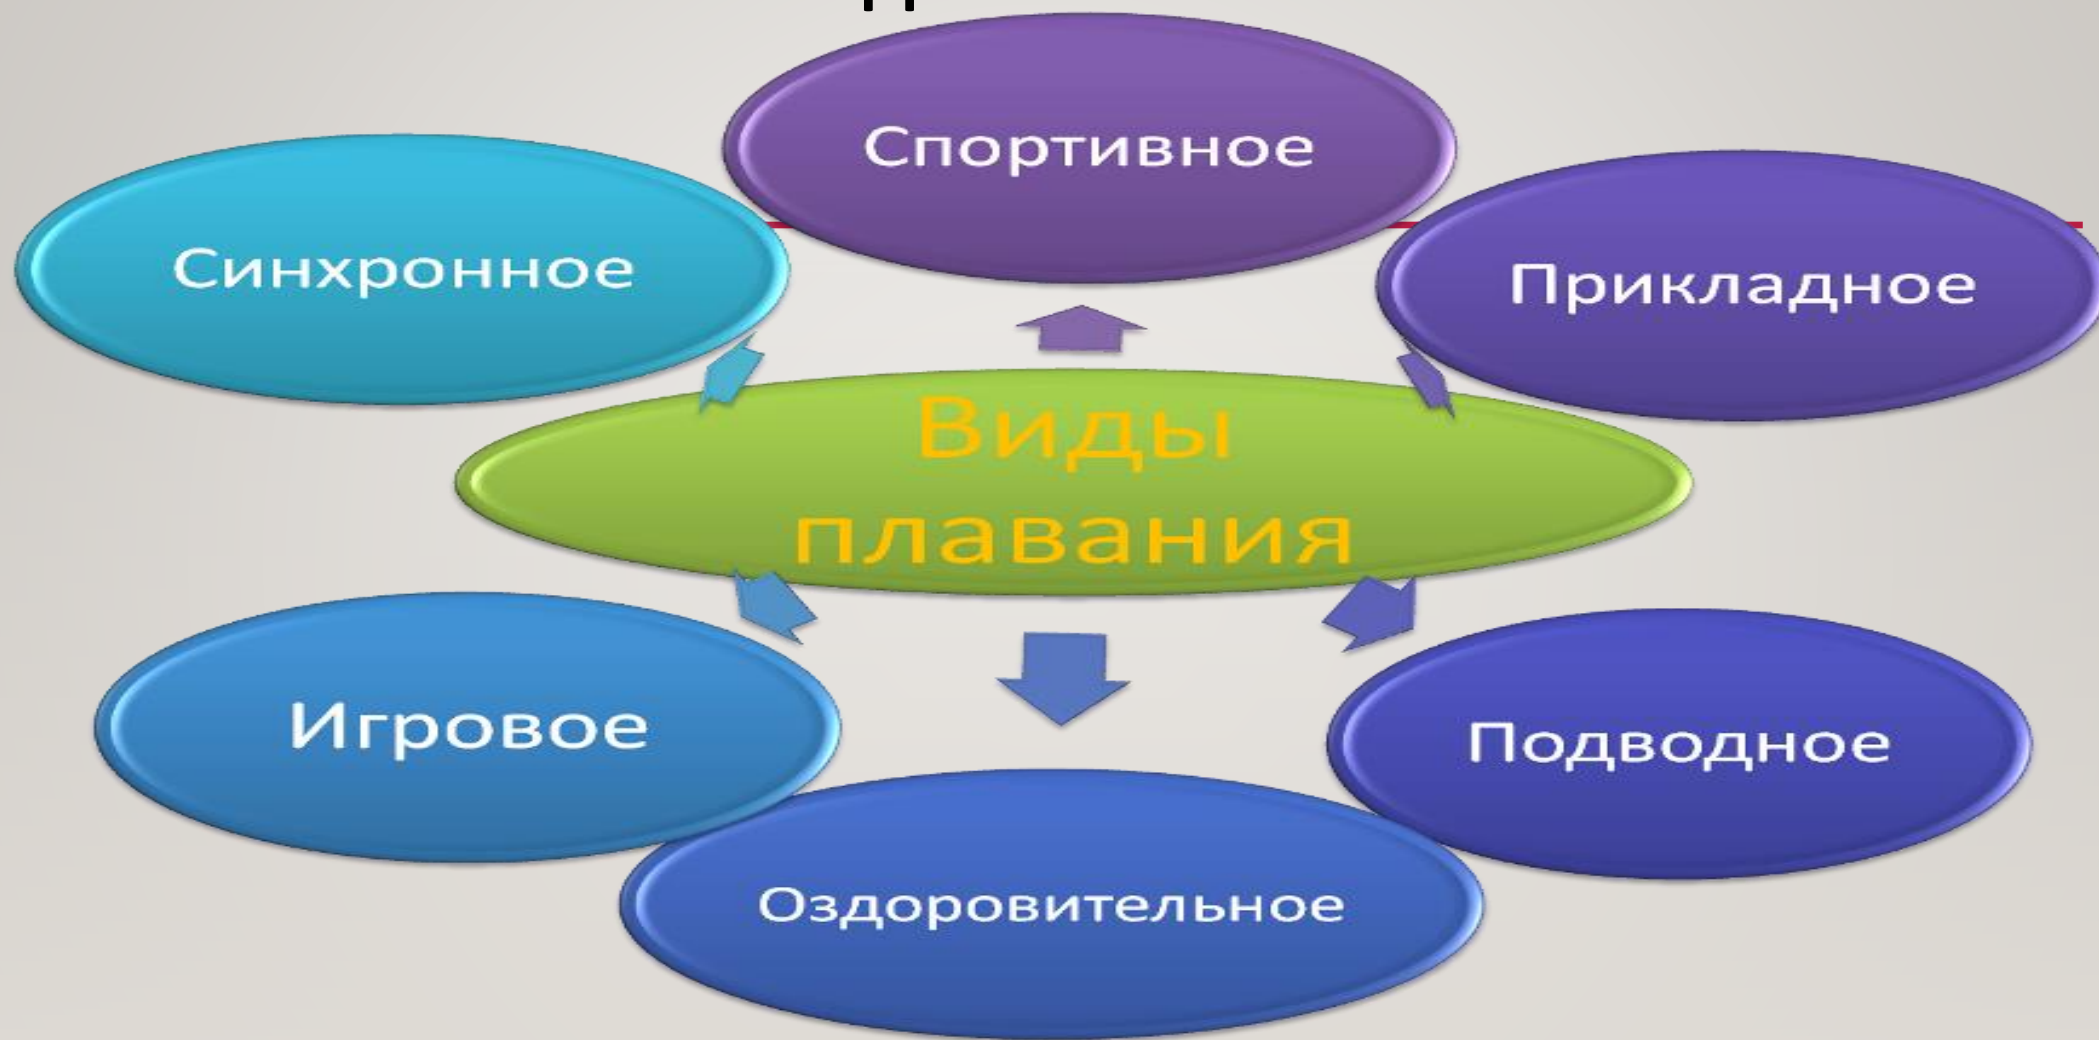 Спортивное
Синхронное
Прикладное
Виды
плавания
Игровое
Подводное
Оздоровительное